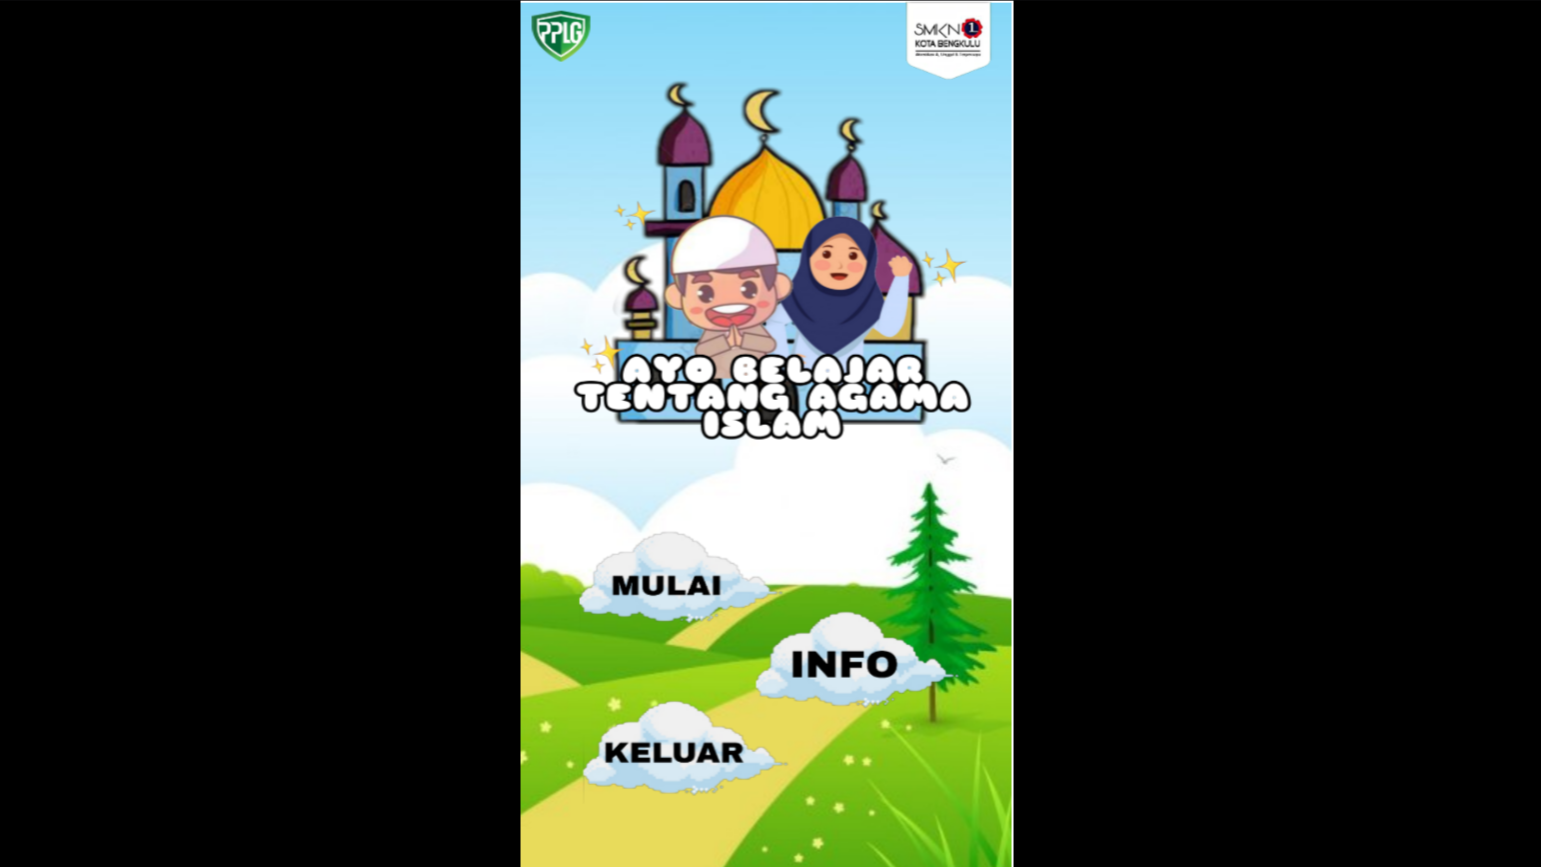 PPLG
SMKN 1
KOTA BENGKULU
AYO BELAJAR
TENTANG AGAMA
ISLAM
MULAI
INFO
KELUAR